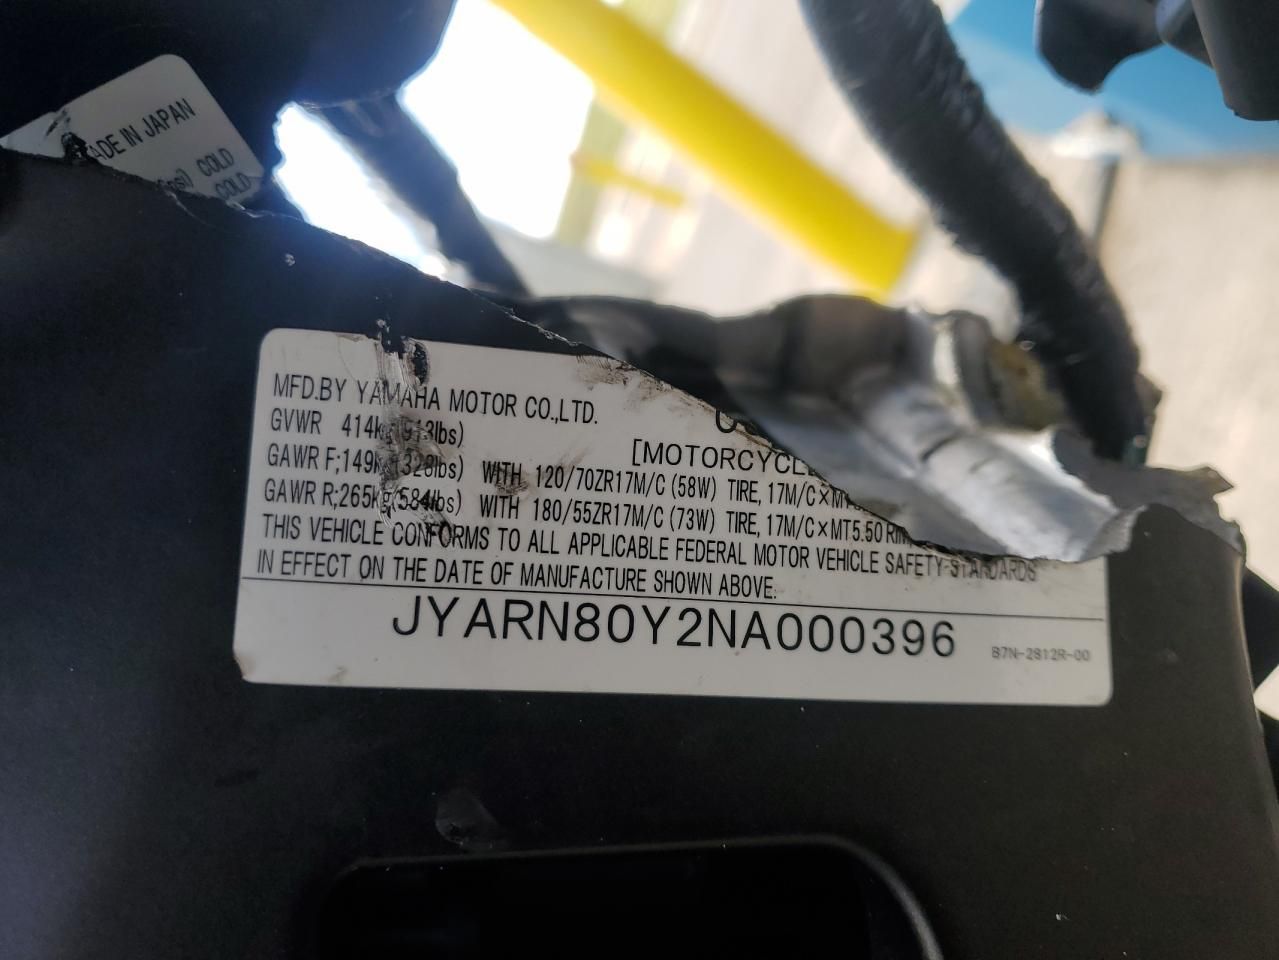 ADE IN JAPAN
psi) COLD
COLD
MFD.BY YAMAHA MOTOR CO.,LTD.
GVWR 414kg(913lbs)
[MOTORCYCLE
GAWR F;149kg(328lbs) WITH 120/70ZR17M/C (58W) TIRE, 17M/C×MT
GAWR R;265kg(584lbs) WITH 180/55ZR17M/C (73W) TIRE, 17M/C×MT5.50 RIM
THIS VEHICLE CONFORMS TO ALL APPLICABLE FEDERAL MOTOR VEHICLE SAFETY STANDARDS
IN EFFECT ON THE DATE OF MANUFACTURE SHOWN ABOVE.
JYARN80Y2NA000396
B7N-2812R-00